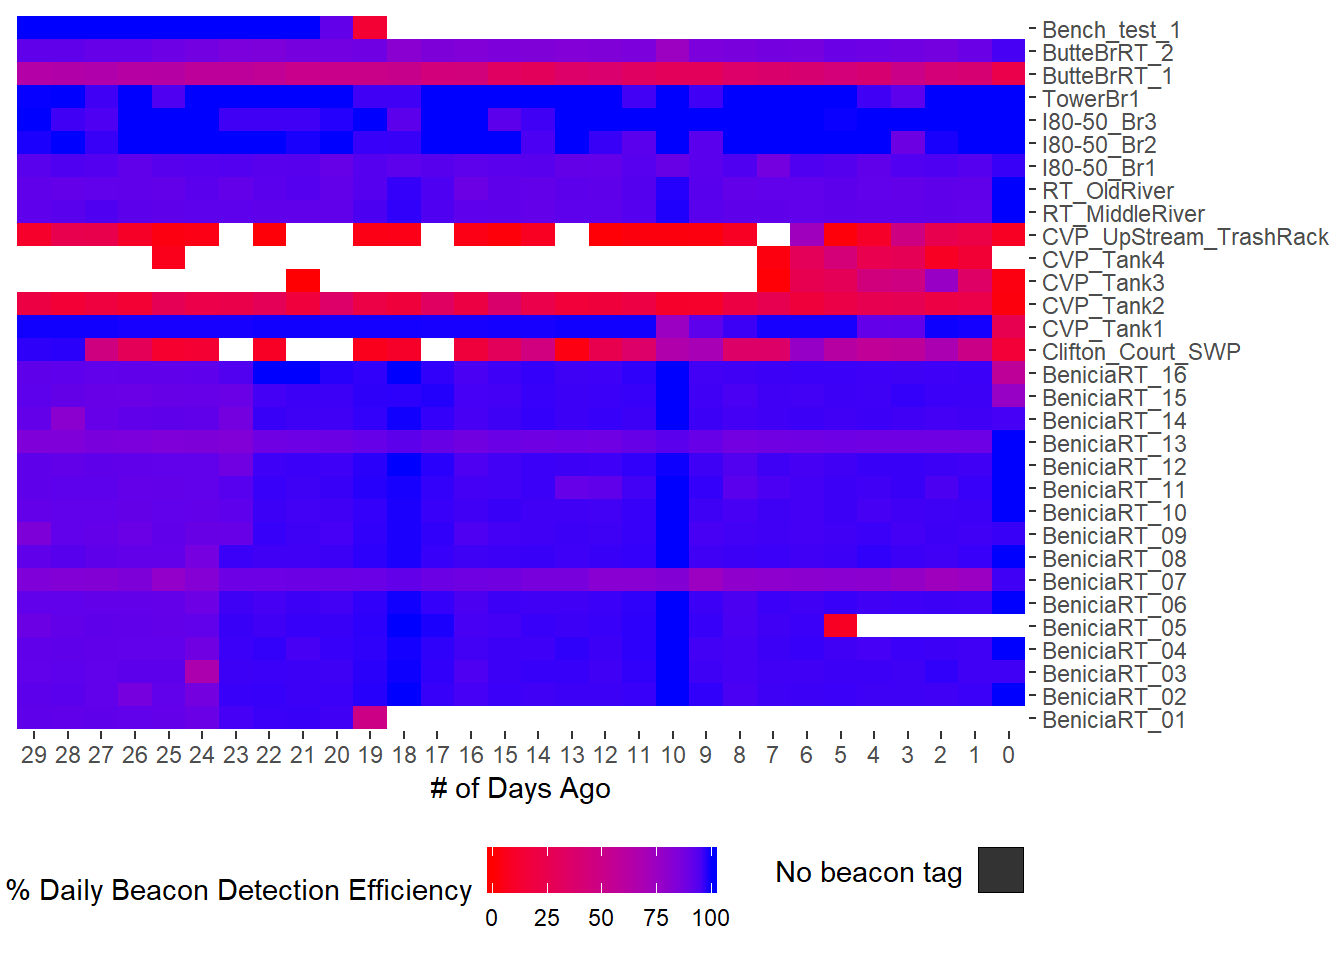 Bench_test_1
ButteBrRT_2
ButteBrRT_1
TowerBr1
I80-50_Br3
I80-50_Br2
I80-50_Br1
RT_OldRiver
RT_MiddleRiver
CVP_UpStream_TrashRack
CVP_Tank4
CVP_Tank3
CVP_Tank2
CVP_Tank1
Clifton_Court_SWP
BeniciaRT_16
BeniciaRT_15
BeniciaRT_14
BeniciaRT_13
BeniciaRT_12
BeniciaRT_11
BeniciaRT_10
BeniciaRT_09
BeniciaRT_08
BeniciaRT_07
BeniciaRT_06
BeniciaRT_05
BeniciaRT_04
BeniciaRT_03
BeniciaRT_02
BeniciaRT_01
29 28 27 26 25 24 23 22 21 20 19 18 17 16 15 14 13 12 11 10 9 8 7 6 5 4 3 2 1 0
# of Days Ago
% Daily Beacon Detection Efficiency
0 25 50 75 100
No beacon tag